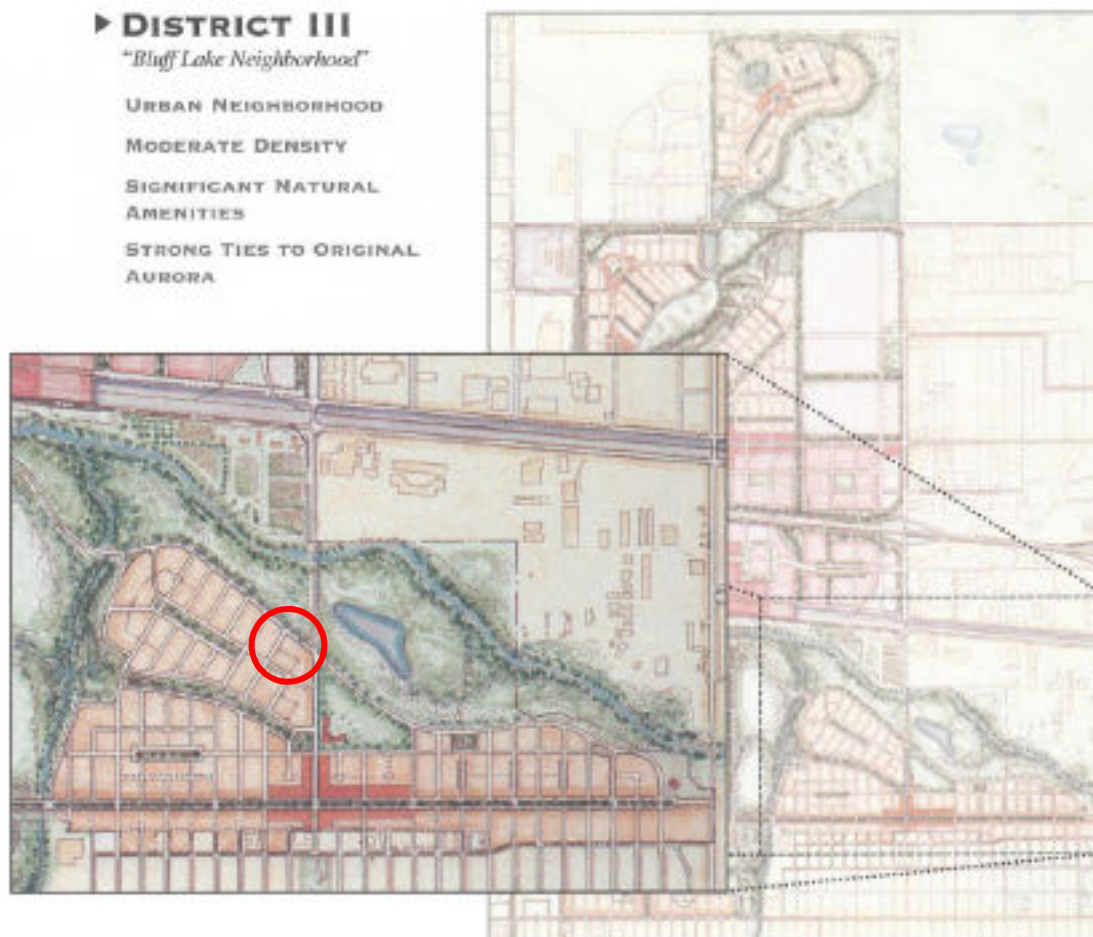 DISTRICT III
"Bluff Lake Neighborhood"
URBAN NEIGHBORHOOD
MODERATE DENSITY
SIGNIFICANT NATURAL
AMENITIES
STRONG TIES TO ORIGINAL
AURORA